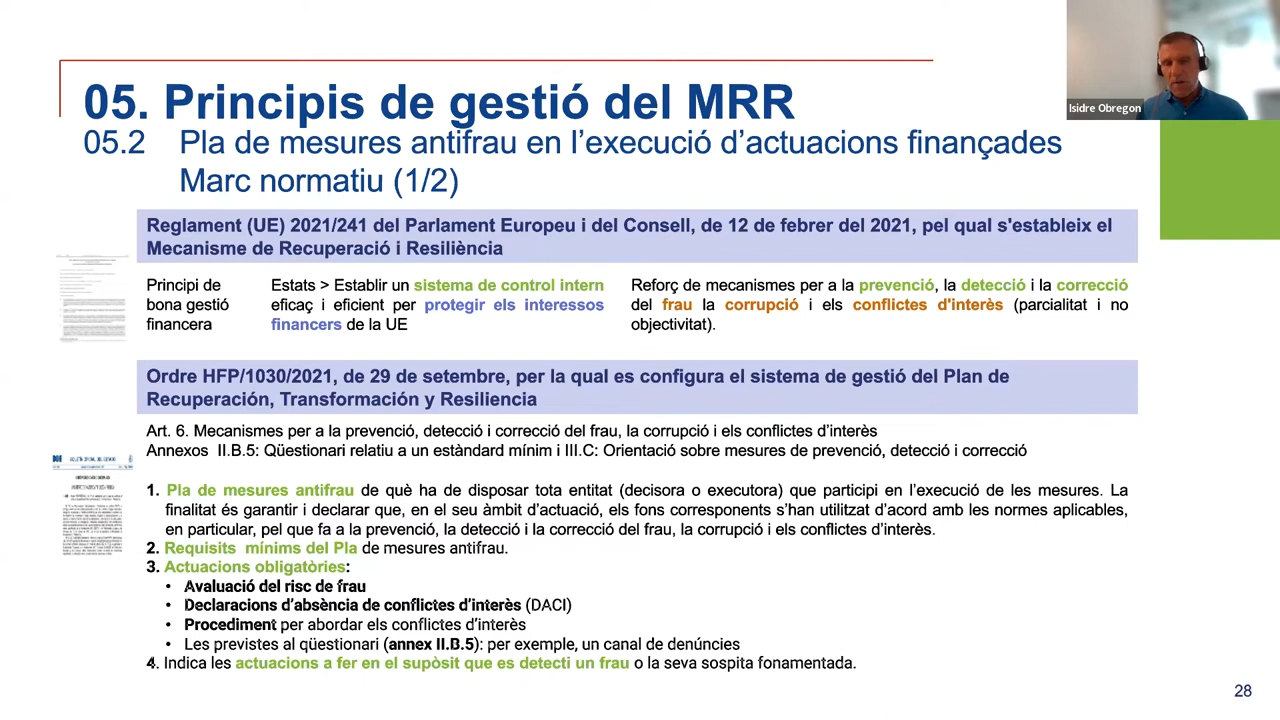 Isidre Obregon
05. Principis de gestió del MRR
05.2 Pla de mesures antifrau en l'execució d'actuacions finançades
Marc normatiu (1/2)
Reglament (UE) 2021/241 del Parlament Europeu i del Consell, de 12 de febrer del 2021, pel qual s'estableix el
Mecanisme de Recuperació i Resiliència
Principi de
bona gestió
financera
Estats > Establir un sistema de control intern
eficaç i eficient per protegir els interessos
financers de la UE
Reforç de mecanismes per a la prevenció, la detecció i la correcció
del frau la corrupció i els conflictes d'interès (parcialitat i no
objectivitat).
Ordre HFP/1030/2021, de 29 de setembre, per la qual es configura el sistema de gestió del Plan de
Recuperación, Transformación y Resiliencia
Art. 6. Mecanismes per a la prevenció, detecció i correcció del frau, la corrupció i els conflictes d'interès
Annexos II.B.5: Qüestionari relatiu a un estàndard mínim i III.C: Orientació sobre mesures de prevenció, detecció i correcció
1. Pla de mesures antifrau de què ha de disposar tota entitat (decisora o executora) que participi en l'execució de les mesures. La
finalitat és garantir i declarar que, en el seu àmbit d'actuació, els fons corresponents s'han utilitzat d'acord amb les normes aplicables,
en particular, pel que fa a la prevenció, la detecció i la correcció del frau, la corrupció i els conflictes d'interès.
2. Requisits mínims del Pla de mesures antifrau.
3. Actuacions obligatòries:
• Avaluació del risc de frau
• Declaracions d'absència de conflictes d'interès (DACI)
• Procediment per abordar els conflictes d'interès
• Les previstes al qüestionari (annex II.B.5): per exemple, un canal de denúncies
4. Indica les actuacions a fer en el supòsit que es detecti un frau o la seva sospita fonamentada.
28